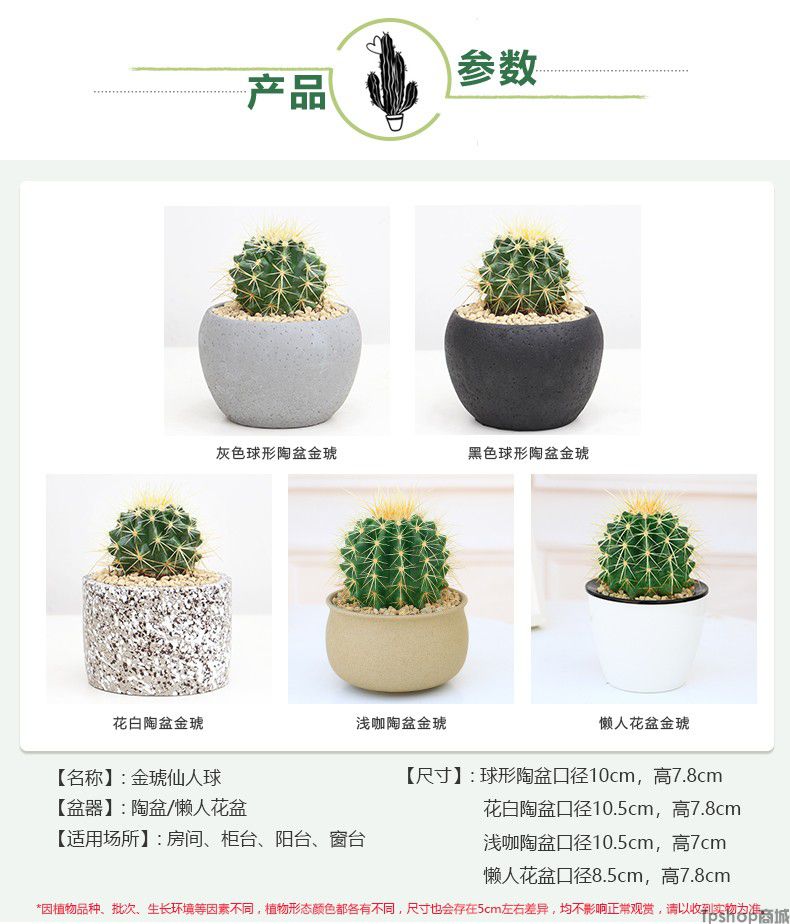 产品
参数
灰色球形陶盆金琥
黑色球形陶盆金琥
花白陶盆金琥
浅咖陶盆金琥
懒人花盆金琥
【名称】: 金琥仙人球
【盆器】: 陶盆/懒人花盆
【适用场所】: 房间、柜台、阳台、窗台
【尺寸】: 球形陶盆口径10cm，高7.8cm
花白陶盆口径10.5cm，高7.8cm
浅咖陶盆口径10.5cm，高7cm
懒人花盆口径8.5cm，高7.8cm
*因植物品种、批次、生长环境等因素不同，植物形态颜色都各有不同，尺寸也会存在5cm左右差异，均不影响正常观赏，请以收到实物为准
tpshop商城